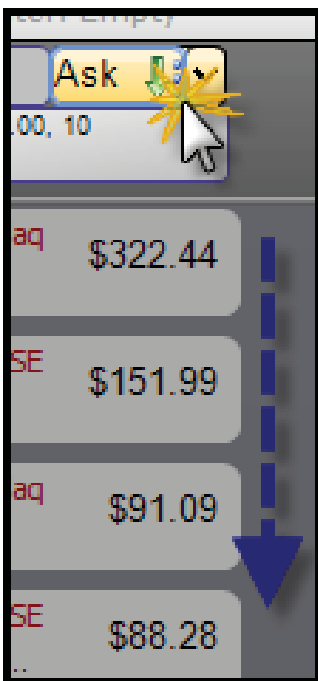 Ask
.00, 10
aq
$322.44
SE
$151.99
aq
$91.09
SE
$88.28
..